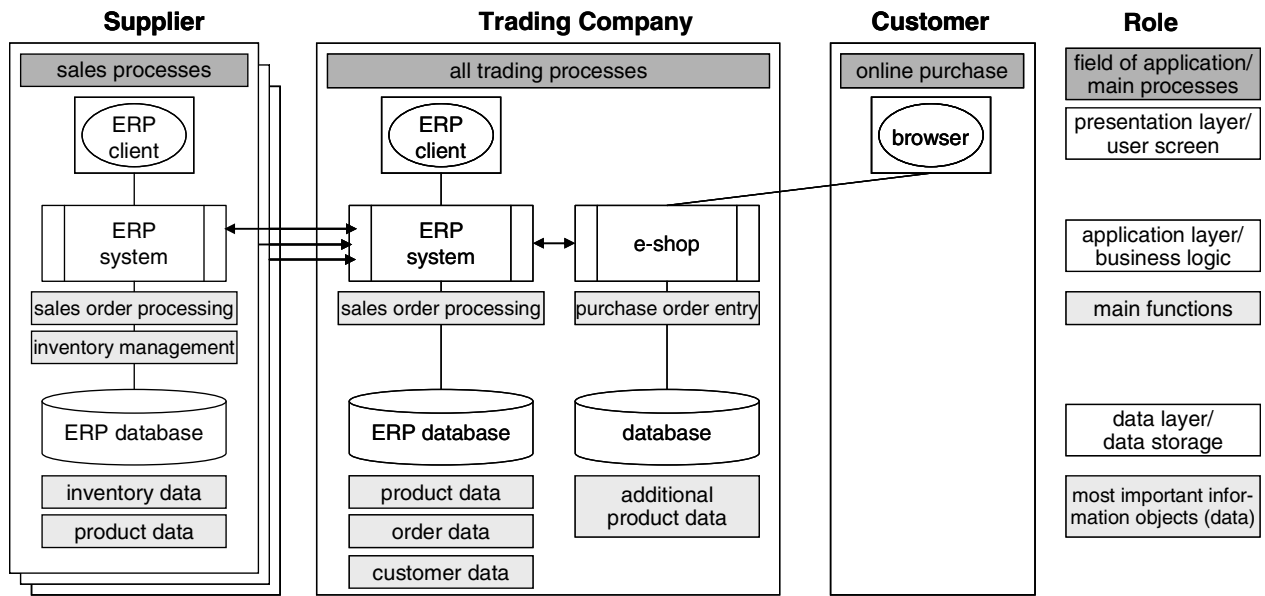 Supplier
Trading Company
Customer
Role
sales processes
all trading processes
online purchase
field of application/
main processes
ERP
client
ERP
client
browser
presentation layer/
user screen
ERP
system
ERP
system
e-shop
application layer/
business logic
sales order processing
sales order processing
purchase order entry
main functions
inventory management
ERP database
ERP database
database
data layer/
data storage
inventory data
product data
additional
product data
most important infor-
mation objects (data)
product data
order data
customer data